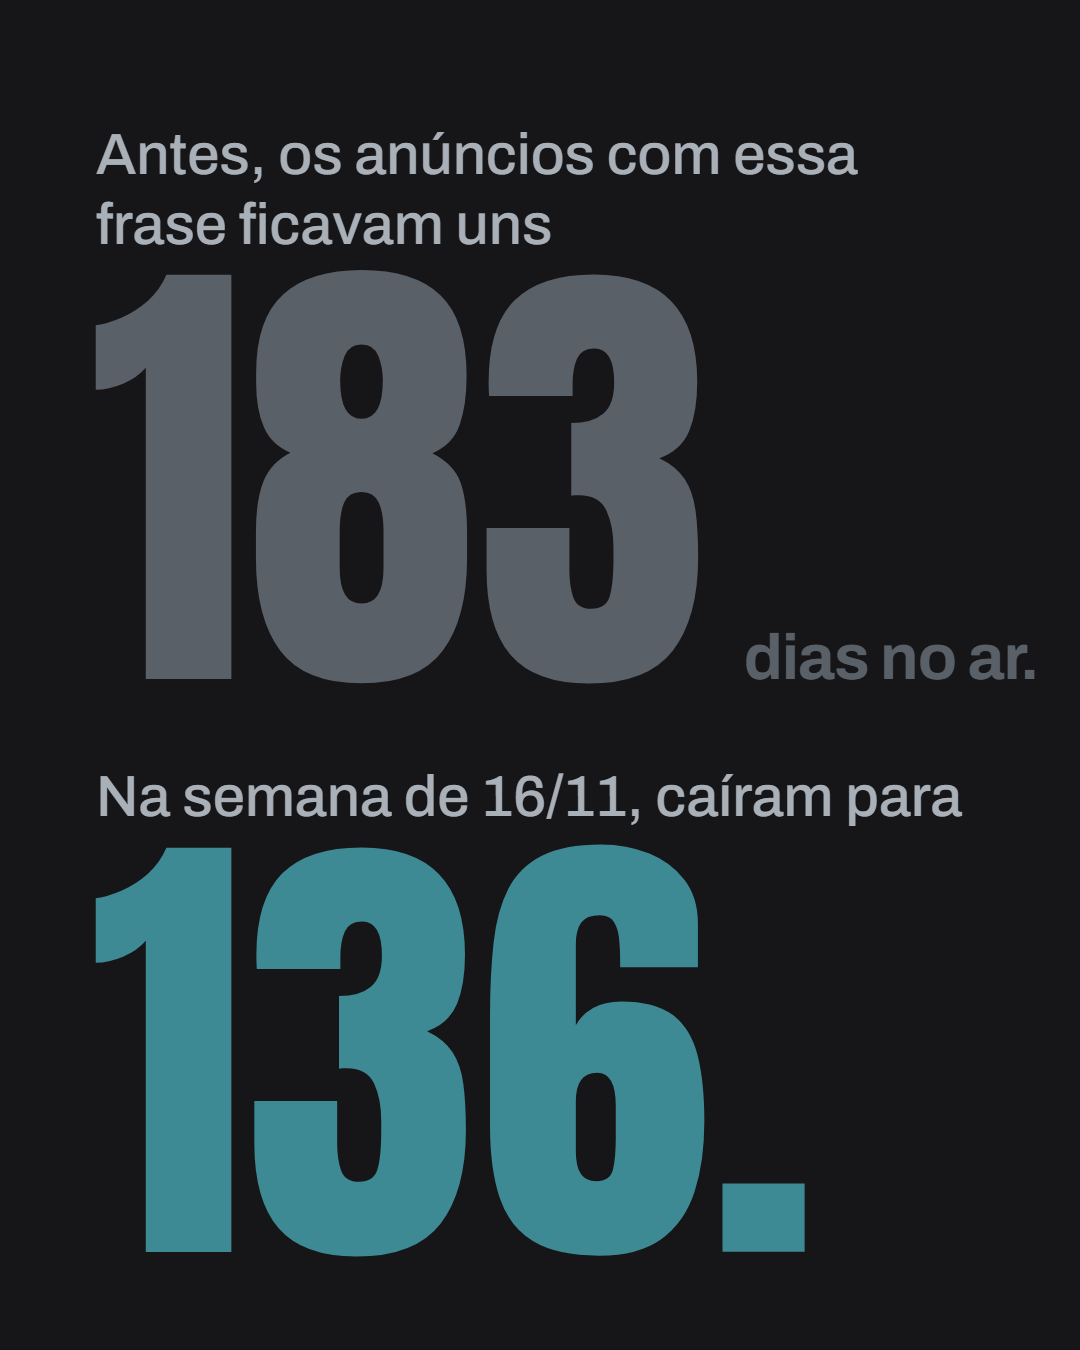 Antes, os anúncios com essa
frase ficavam uns
183 dias no ar.
Na semana de 16/11, caíram para
136.